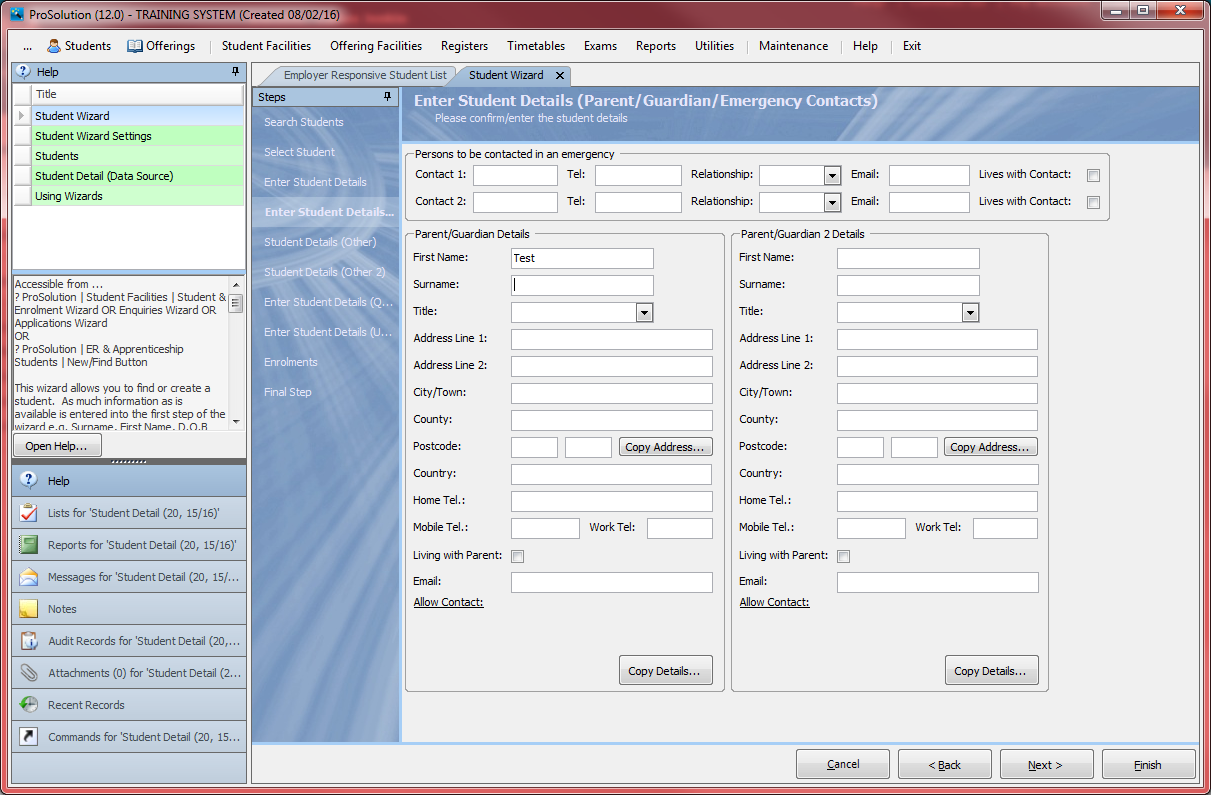 ProSolution (12.0) - TRAINING SYSTEM (Created 08/02/16)
... Students Offerings Student Facilities Offering Facilities Registers Timetables Exams Reports Utilities Maintenance Help Exit
Help
Title
Student Wizard
Student Wizard Settings
Students
Student Detail (Data Source)
Using Wizards
Accessible from ...
? ProSolution | Student Facilities | Student &
Enrolment Wizard OR Enquiries Wizard OR
Applications Wizard
OR
? ProSolution | ER & Apprenticeship
Students | New/Find Button
This wizard allows you to find or create a
student. As much information as is
available is entered into the first step of the
wizard e.g. Surname, First Name, D.O.B
Open Help...
Help
Lists for 'Student Detail (20, 15/16)'
Reports for 'Student Detail (20, 15/16)'
Messages for 'Student Detail (20, 15/...
Notes
Audit Records for 'Student Detail (20,...
Attachments (0) for 'Student Detail (2...
Recent Records
Commands for 'Student Detail (20, 15...
Employer Responsive Student List Student Wizard
Steps
Search Students
Select Student
Enter Student Details
Enter Student Details...
Student Details (Other)
Student Details (Other 2)
Enter Student Details (Q...
Enter Student Details (U...
Enrolments
Final Step
Enter Student Details (Parent/Guardian/Emergency Contacts)
Please confirm/enter the student details
Persons to be contacted in an emergency
Contact 1: Tel: Relationship: Email: Lives with Contact:
Contact 2: Tel: Relationship: Email: Lives with Contact:
Parent/Guardian Details
First Name: Test
Surname:
Title:
Address Line 1:
Address Line 2:
City/Town:
County:
Postcode: Copy Address...
Country:
Home Tel.:
Mobile Tel.: Work Tel:
Living with Parent:
Email:
Allow Contact:
Copy Details...
Parent/Guardian 2 Details
First Name:
Surname:
Title:
Address Line 1:
Address Line 2:
City/Town:
County:
Postcode: Copy Address...
Country:
Home Tel.:
Mobile Tel.: Work Tel:
Living with Parent:
Email:
Allow Contact:
Copy Details...
Cancel < Back Next > Finish